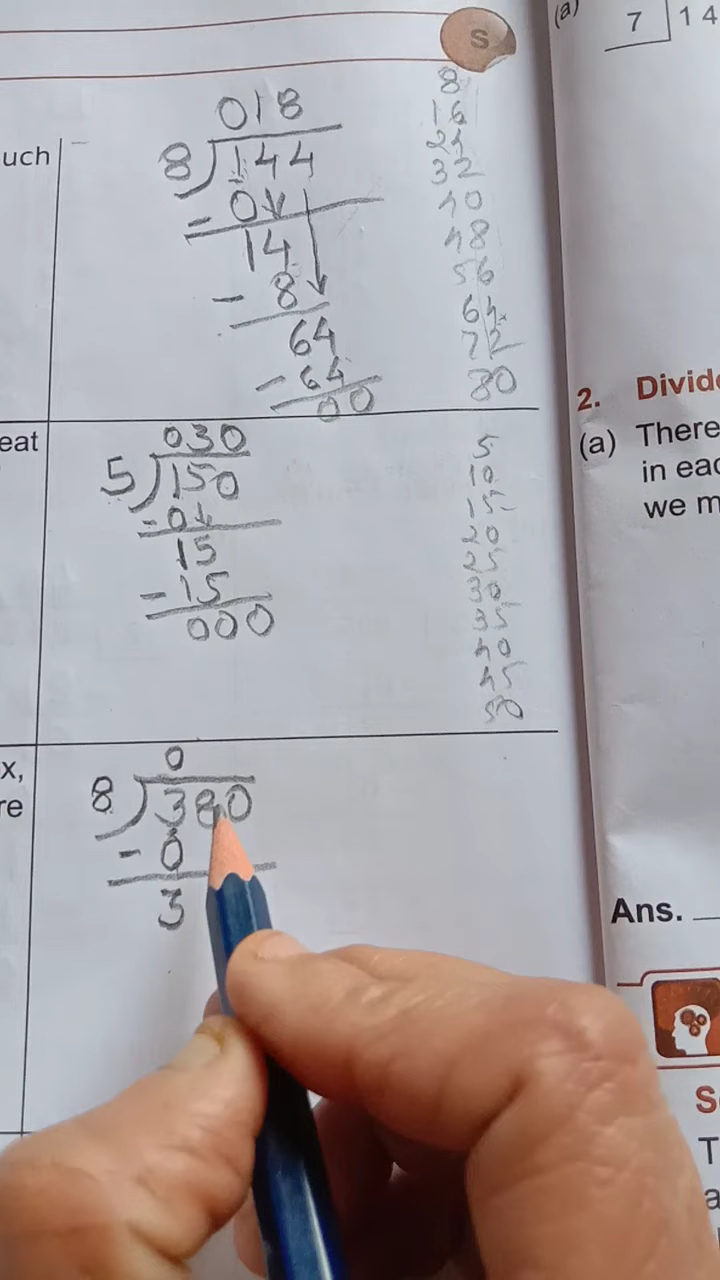 S
(a) 7 14
uch
018
8)144
- 0
14
- 8
64
- 64
00
8
16
24
32
40
48
56
64
72
80
2. Divide
(a) There
in eac
we m
eat
030
5)150
- 0
15
- 15
000
5
10
15
20
25
30
35
40
45
50
x,
re
0
8)380
- 0
3
Ans.
S
T
a